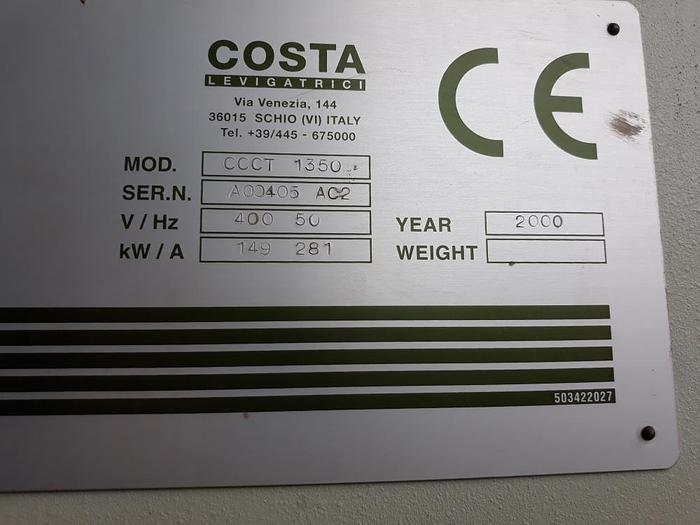 COSTA
LEVIGATRICI
Via Venezia, 144
36015 SCHIO (VI) ITALY
Tel. +39/445 - 675000
CE
MOD. CCCT 1350
SER.N. A00405 AC2
V / Hz 400 50 YEAR 2000
kW / A 149 281 WEIGHT
503422027